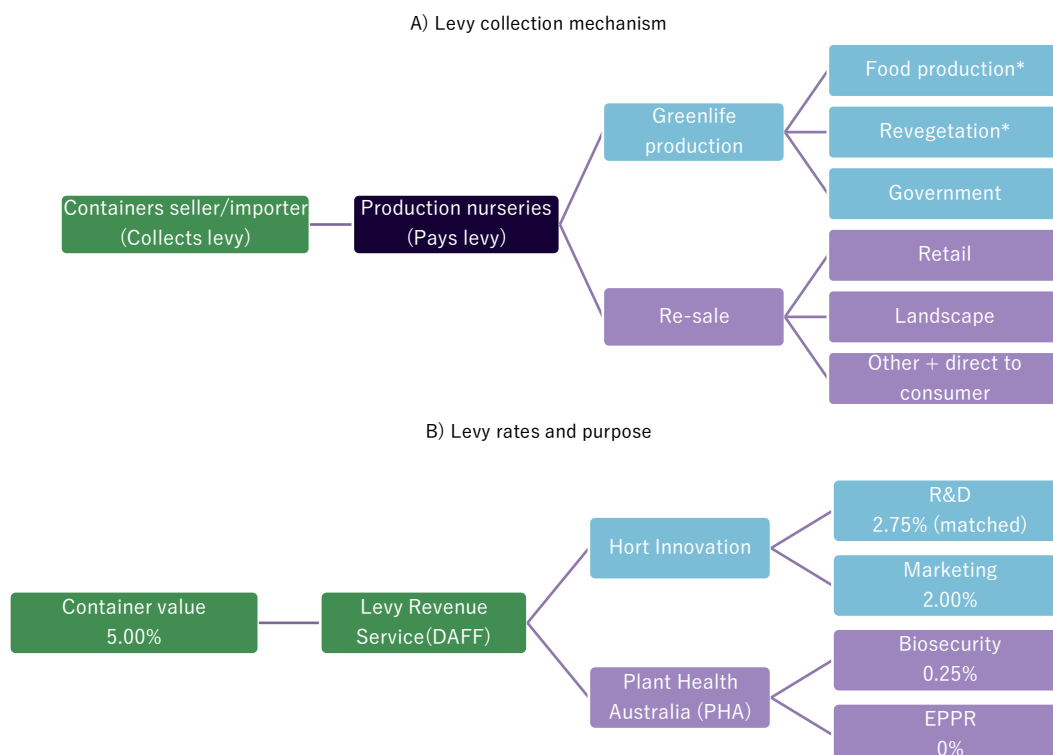 A) Levy collection mechanism
Food production*
Greenlife
production
Revegetation*
Government
Containers seller/importer
(Collects levy)
Production nurseries
(Pays levy)
Retail
Re-sale
Landscape
Other + direct to
consumer
B) Levy rates and purpose
R&D
2.75% (matched)
Hort Innovation
Marketing
2.00%
Container value
5.00%
Levy Revenue
Service(DAFF)
Biosecurity
0.25%
Plant Health
Australia (PHA)
EPPR
0%